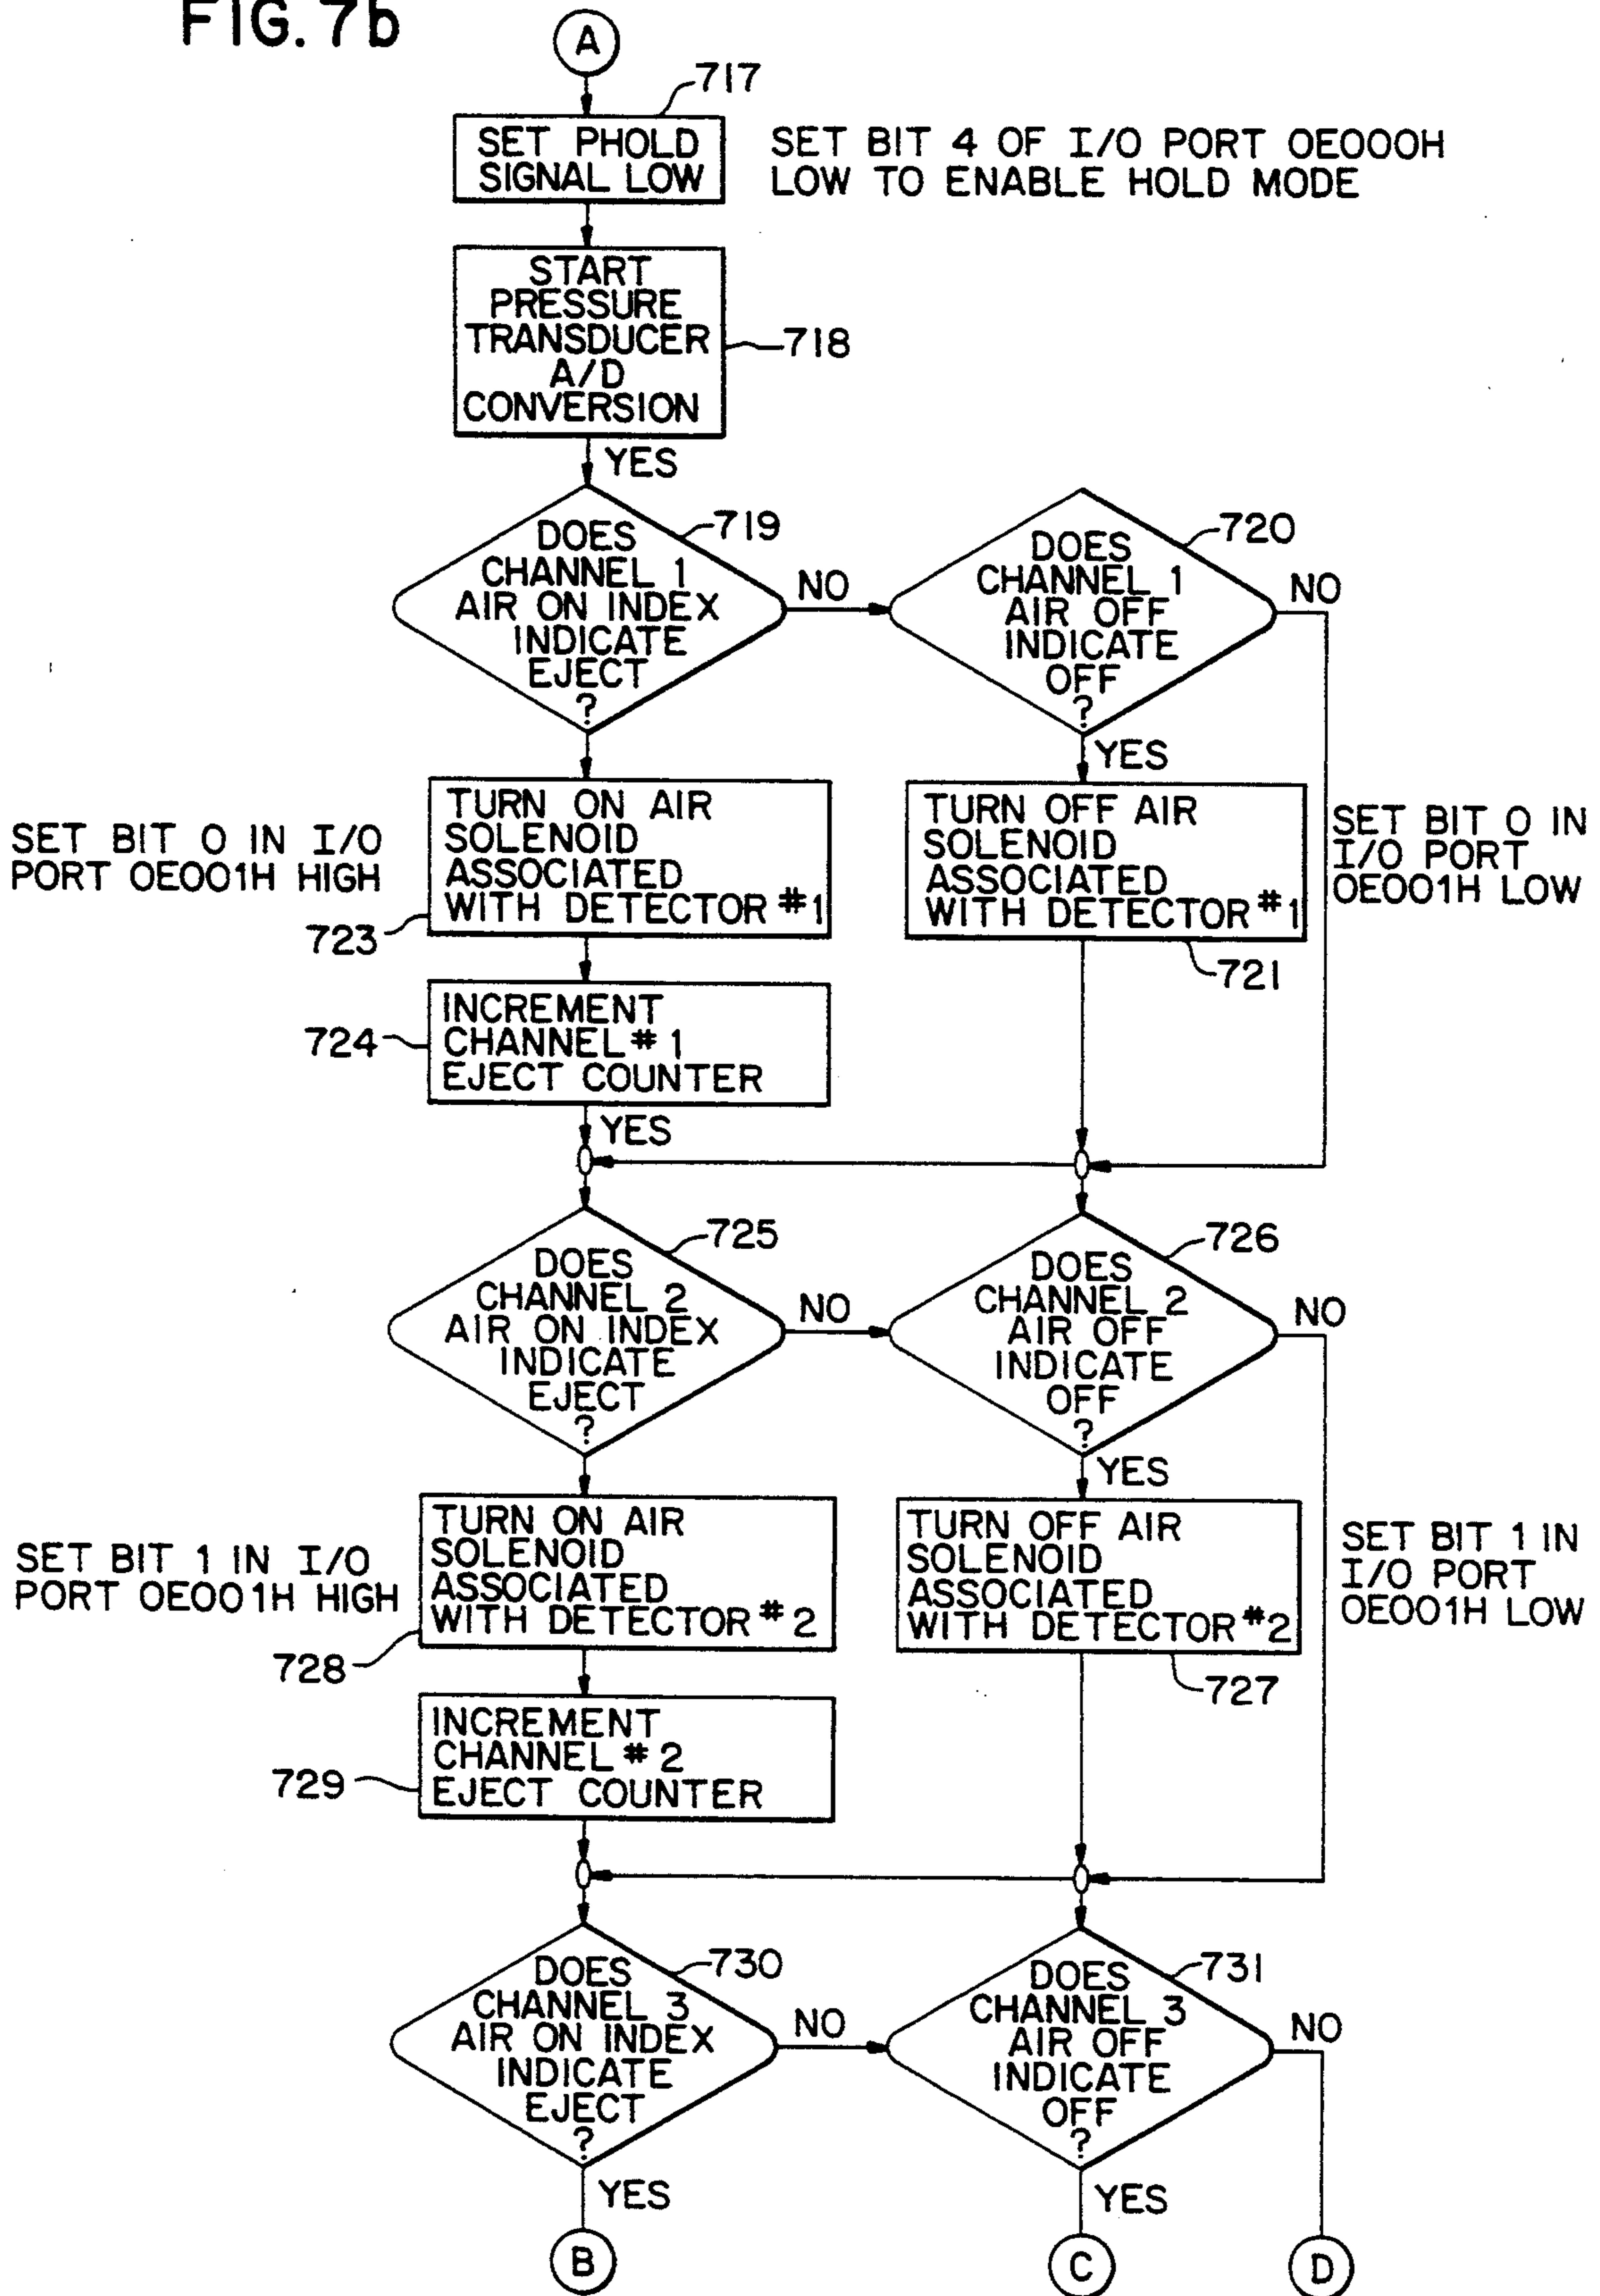 FIG. 7b
A
717
SET PHOLD
SIGNAL LOW
SET BIT 4 OF I/O PORT OE000H
LOW TO ENABLE HOLD MODE
START
PRESSURE
TRANSDUCER
A/D
CONVERSION
718
YES
719
DOES
CHANNEL 1
AIR ON INDEX
INDICATE
EJECT
?
NO
720
DOES
CHANNEL 1
AIR OFF
INDICATE
OFF
?
NO
YES
SET BIT 0 IN I/O
PORT OE001H HIGH
723
TURN ON AIR
SOLENOID
ASSOCIATED
WITH DETECTOR #1
TURN OFF AIR
SOLENOID
ASSOCIATED
WITH DETECTOR #1
721
SET BIT 0 IN
I/O PORT
OE001H LOW
724
INCREMENT
CHANNEL # 1
EJECT COUNTER
YES
725
DOES
CHANNEL 2
AIR ON INDEX
INDICATE
EJECT
?
NO
726
DOES
CHANNEL 2
AIR OFF
INDICATE
OFF
?
NO
YES
SET BIT 1 IN I/O
PORT OE001H HIGH
728
TURN ON AIR
SOLENOID
ASSOCIATED
WITH DETECTOR # 2
TURN OFF AIR
SOLENOID
ASSOCIATED
WITH DETECTOR #2
727
SET BIT 1 IN
I/O PORT
OE001H LOW
729
INCREMENT
CHANNEL # 2
EJECT COUNTER
730
DOES
CHANNEL 3
AIR ON INDEX
INDICATE
EJECT
?
NO
731
DOES
CHANNEL 3
AIR OFF
INDICATE
OFF
?
NO
YES
YES
B
C
D